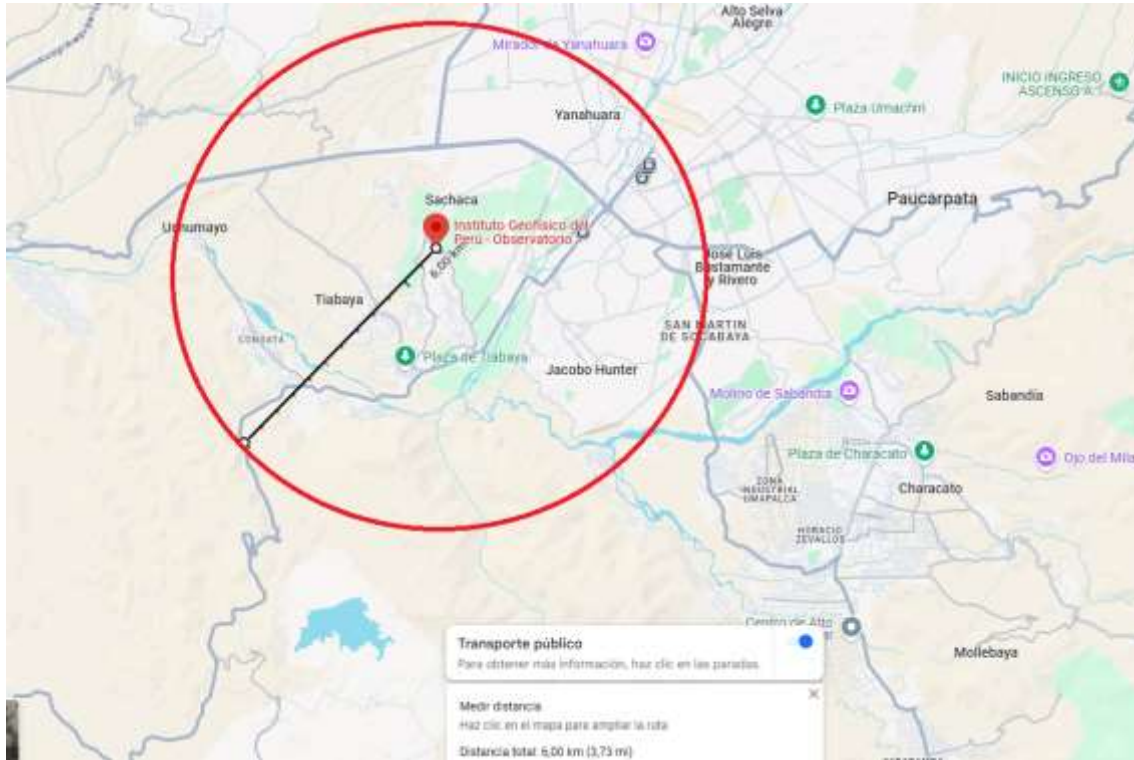 Alto Selva
Alegre
Mirador de Yanahuara
INICIO INGRESO
ASCENSO A
Plaza Umachiri
Yanahuara
Paucarpata
Sachaca
Instituto Geofísico del
Perú - Observatorio
Uchumayo
6,00 km
José Luis
Bustamante
y Rivero
Tiabaya
SAN MARTIN
DE SOCABAYA
CONGATA
Plaza de Tiabaya
Jacobo Hunter
Molino de Sabandía
Sabandia
Plaza de Characato
Ojo del Mila
ZONA
INDUSTRIAL
UMAPALCA
Characato
HORACIO
ZEVALLOS
Centro de Alto
Mollebaya
Transporte público
Para obtener más información, haz clic en las paradas.
Medir distancia
Haz clic en el mapa para ampliar la ruta
Distancia total: 6,00 km (3,73 mi)